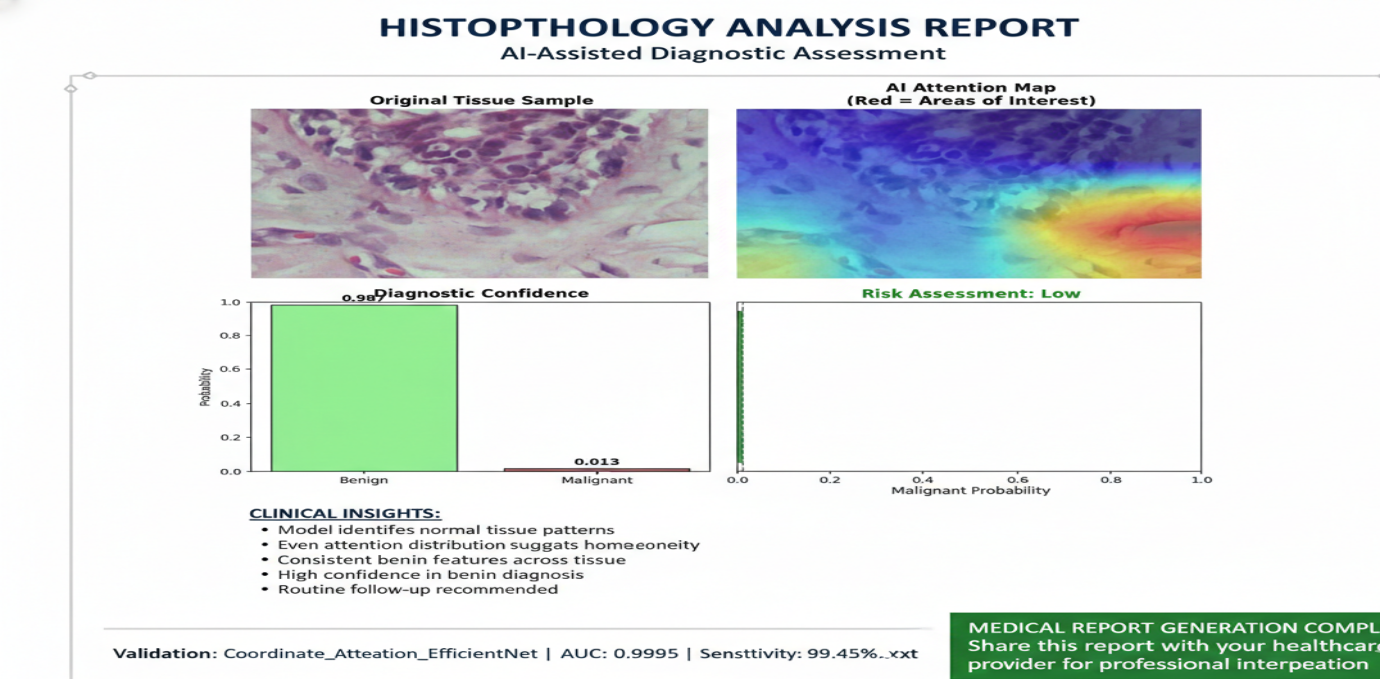 HISTOPTHOLOGY ANALYSIS REPORT
AI-Assisted Diagnostic Assessment
Original Tissue Sample
AI Attention Map
(Red = Areas of Interest)
Diagnostic Confidence
0.987
1.0
0.8
0.6
0.4
0.2
0.0
Benign
0.013
Malignant
Risk Assessment: Low
0.0 0.2 0.4 0.6 0.8 1.0
Malignant Probability
CLINICAL INSIGHTS:
• Model identifes normal tissue patterns
• Even attention distribution suggats homeeoneity
• Consistent benin features across tissue
• High confidence in benin diagnosis
• Routine follow-up recommended
Validation: Coordinate_Atteation_EfficientNet | AUC: 0.9995 | Sensttivity: 99.45%..xxt
MEDICAL REPORT GENERATION COMPL
Share this report with your healthcare
provider for professional interpeation